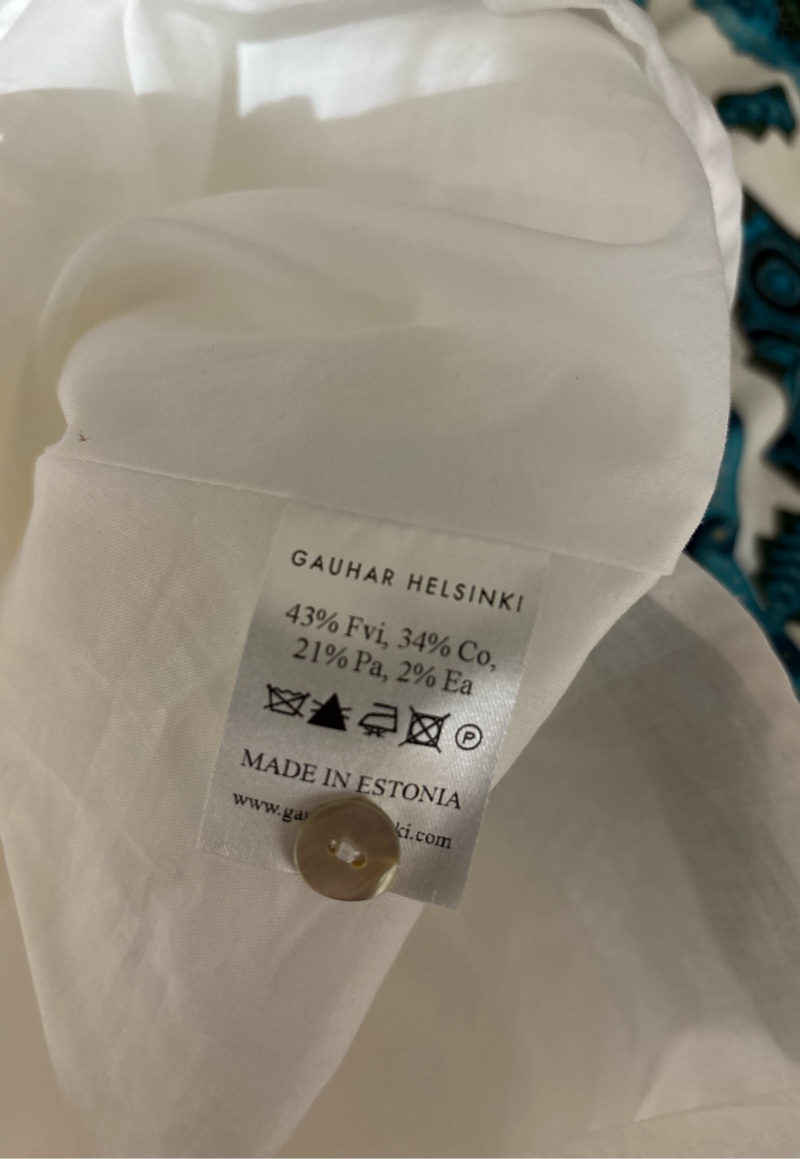 GAUHAR HELSINKI
43% Fvi, 34% Co,
21% Pa, 2% Ea
P
MADE IN ESTONIA